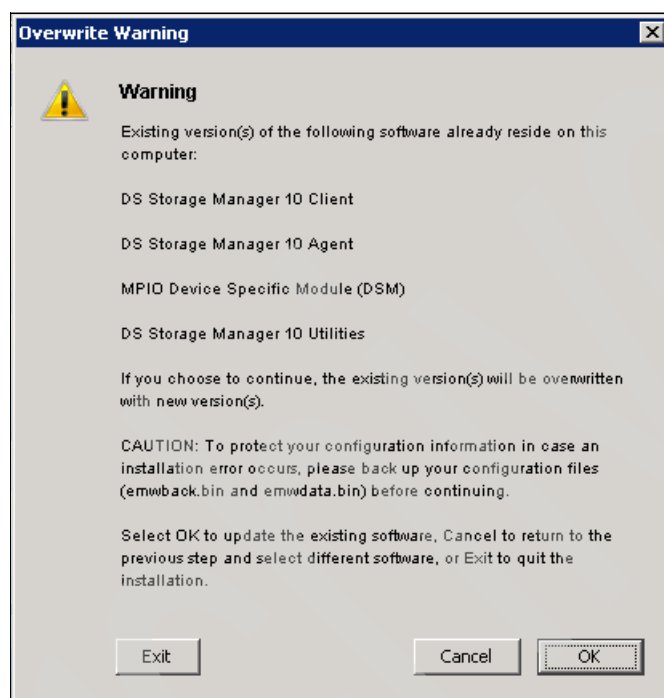 Overwrite Warning
Warning
Existing version(s) of the following software already reside on this
computer:
DS Storage Manager 10 Client
DS Storage Manager 10 Agent
MPIO Device Specific Module (DSM)
DS Storage Manager 10 Utilities
If you choose to continue, the existing version(s) will be overwritten
with new version(s).
CAUTION: To protect your configuration information in case an
installation error occurs, please back up your configuration files
(emwback.bin and emwdata.bin) before continuing.
Select OK to update the existing software, Cancel to return to the
previous step and select different software, or Exit to quit the
installation.
Exit
Cancel
OK